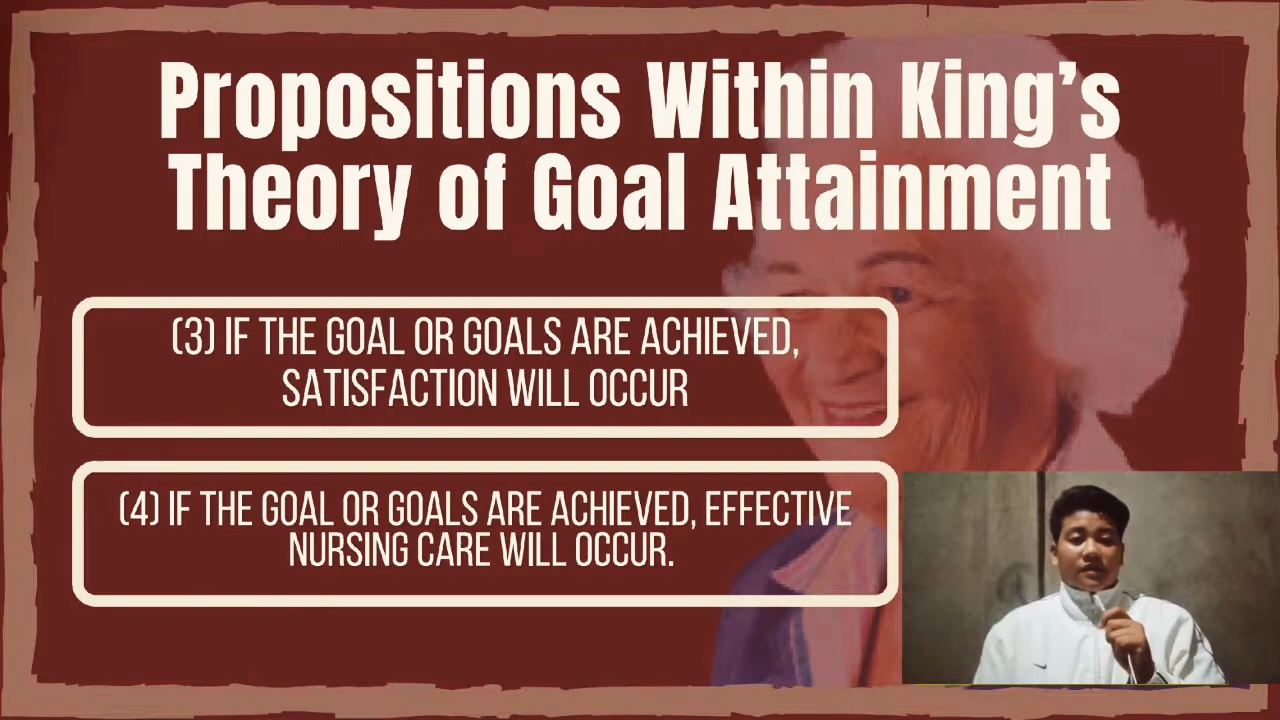 Propositions Within King's
Theory of Goal Attainment
(3) IF THE GOAL OR GOALS ARE ACHIEVED,
SATISFACTION WILL OCCUR
(4) IF THE GOAL OR GOALS ARE ACHIEVED, EFFECTIVE
NURSING CARE WILL OCCUR.